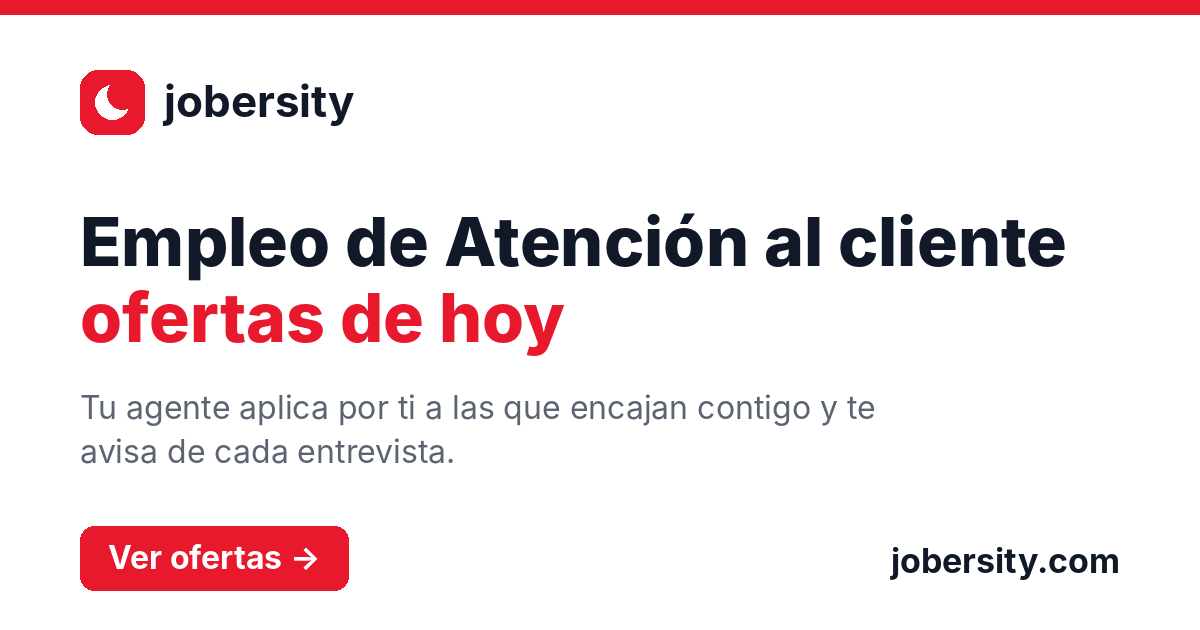 jobersity
Empleo de Atención al cliente
ofertas de hoy
Tu agente aplica por ti a las que encajan contigo y te
avisa de cada entrevista.
Ver ofertas →
jobersity.com